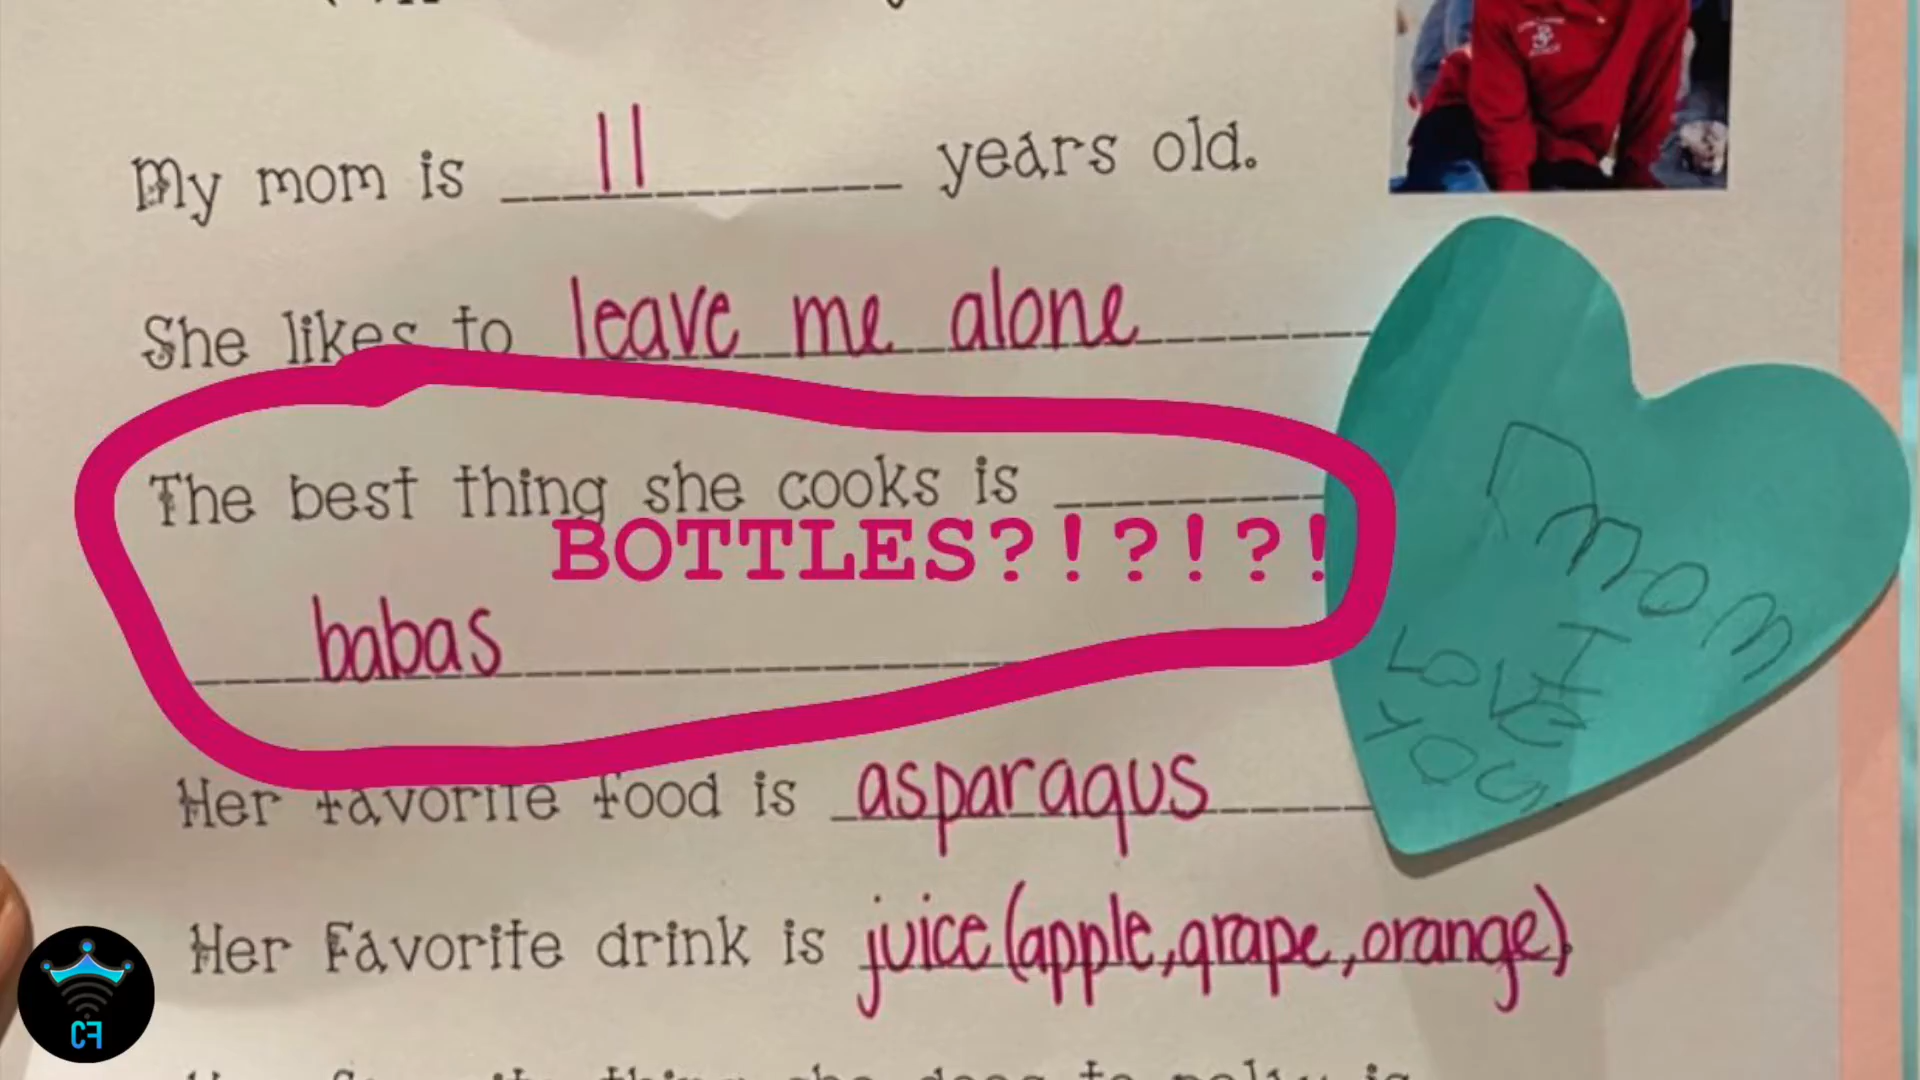 My mom is 11 years old.
She likes to leave me alone
The best thing she cooks is
BOTTLES?!?!?!
babas
Her favorite food is asparagus
Her Favorite drink is juice (apple, grape, orange)
Mom
I
Love
you
CF